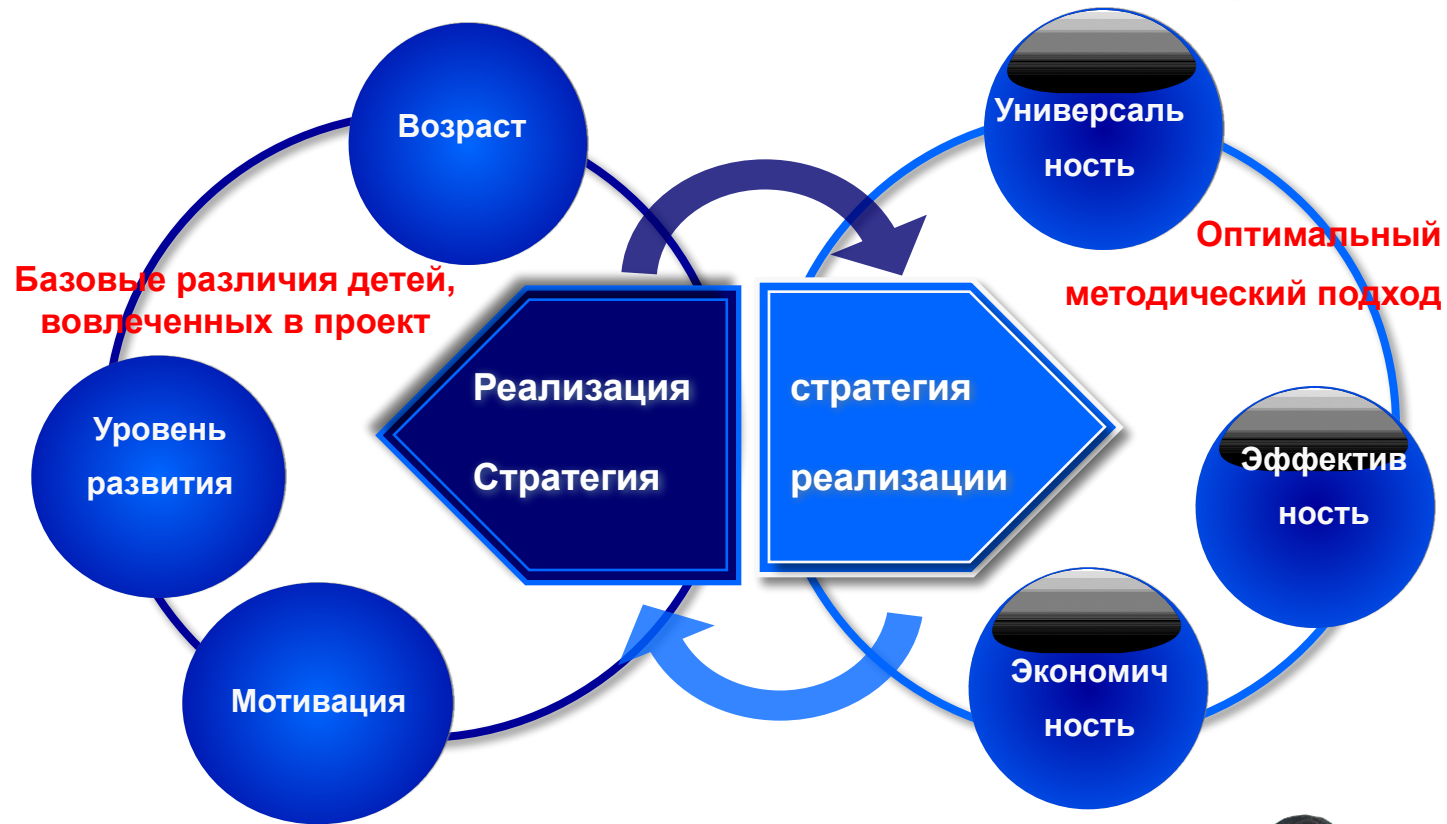 Возраст
Базовые различия детей,
вовлеченных в проект
Уровень
развития
Мотивация
Реализация
Стратегия
стратегия
реализации
Универсаль
ность
Оптимальный
методический подход
Эффектив
ность
Экономич
ность